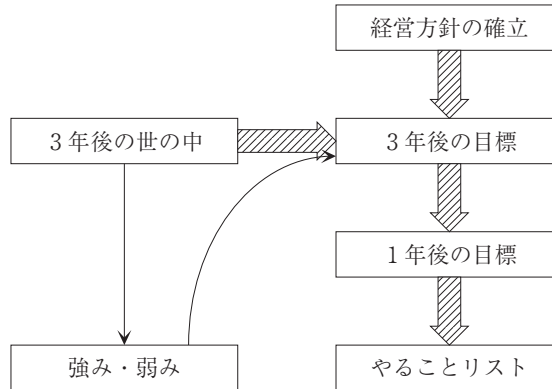 経営方針の確立
3年後の世の中
3年後の目標
1年後の目標
強み・弱み
やることリスト